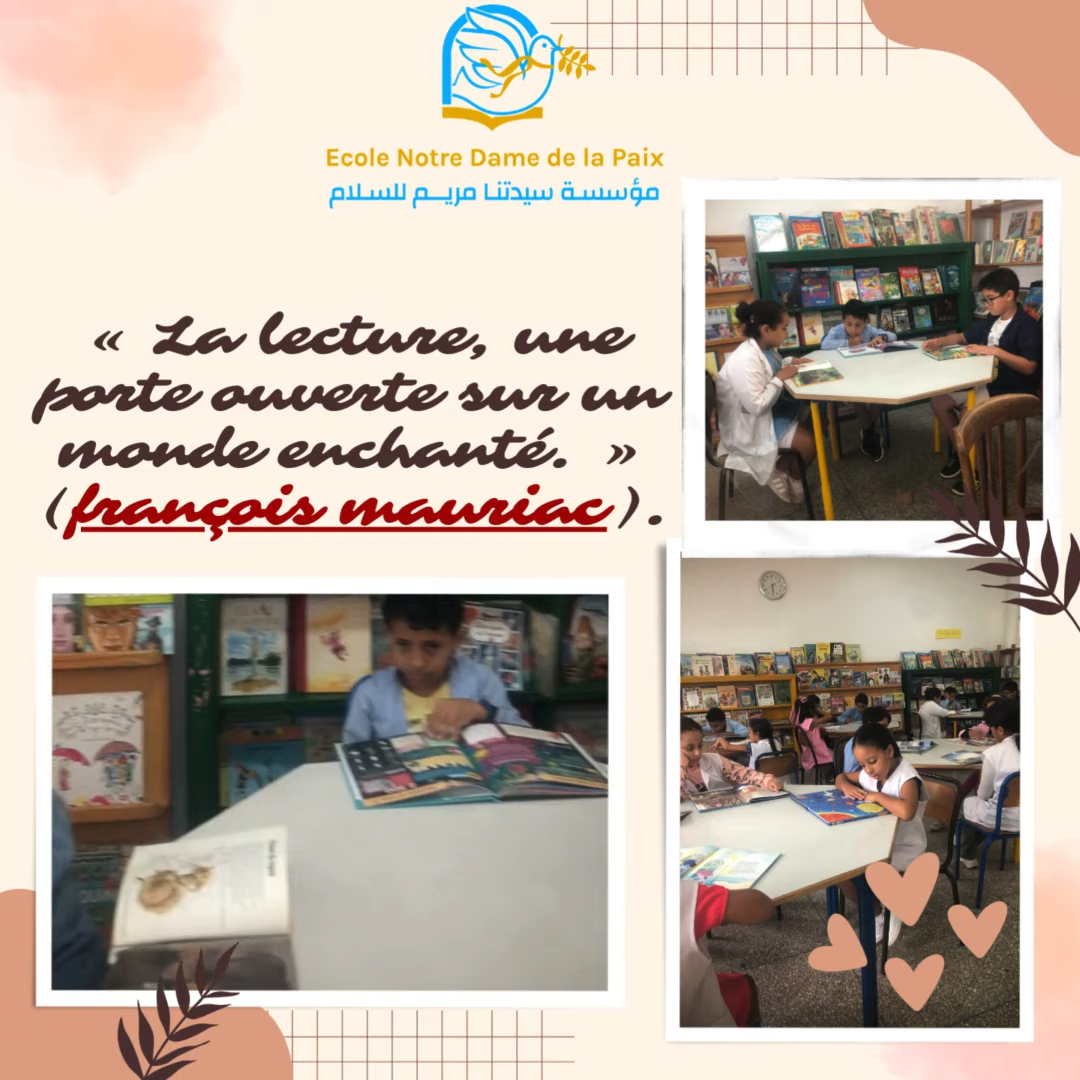 Ecole Notre Dame de la Paix
مؤسسة سيدتنا مريم للسلام
« La lecture, une
porte ouverte sur un
monde enchanté. »
(françois mauriac).